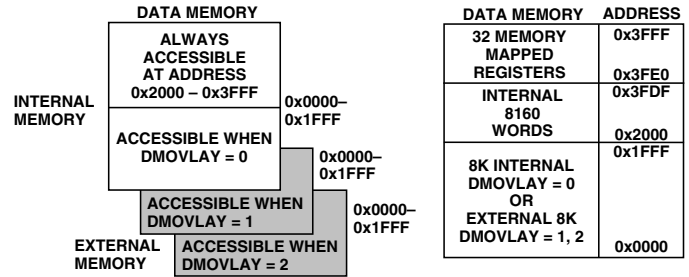 DATA MEMORY
ALWAYS
ACCESSIBLE
AT ADDRESS
0x2000 – 0x3FFF
INTERNAL
MEMORY
0x0000–
0x1FFF
ACCESSIBLE WHEN
DMOVLAY = 0
0x0000–
0x1FFF
ACCESSIBLE WHEN
DMOVLAY = 1
0x0000–
0x1FFF
EXTERNAL
MEMORY
ACCESSIBLE WHEN
DMOVLAY = 2
DATA MEMORY ADDRESS
32 MEMORY 0x3FFF
MAPPED
REGISTERS 0x3FE0
INTERNAL 0x3FDF
8160
WORDS 0x2000
0x1FFF
8K INTERNAL
DMOVLAY = 0
OR
EXTERNAL 8K
DMOVLAY = 1, 2
0x0000